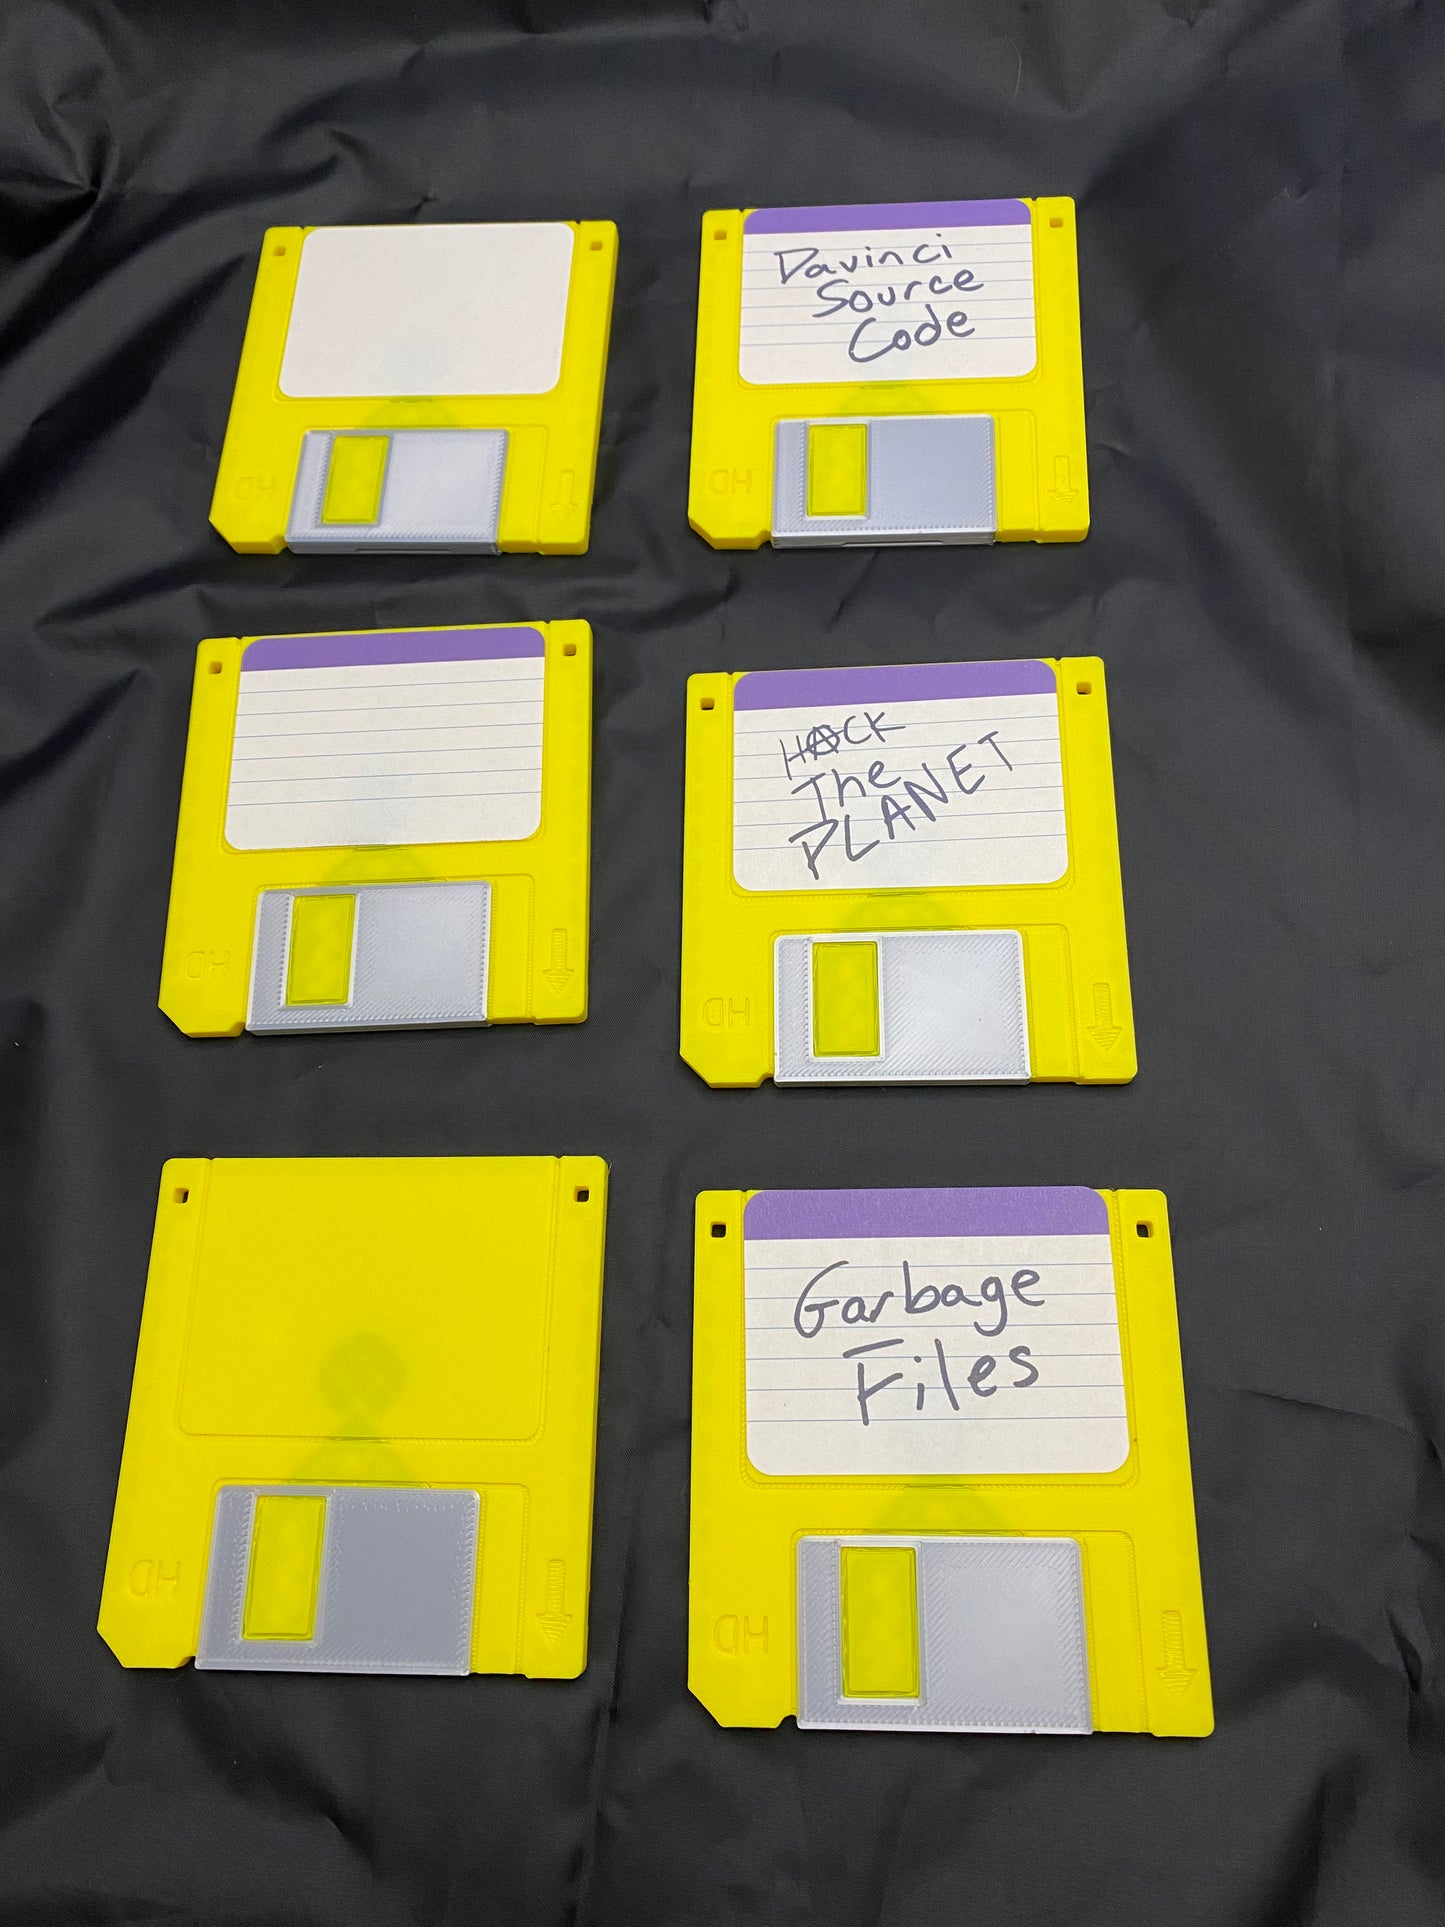 Davinci
Source
Code
HD
HD
HACK
The
PLANET
HD
HD
HD
Garbage
Files
HD